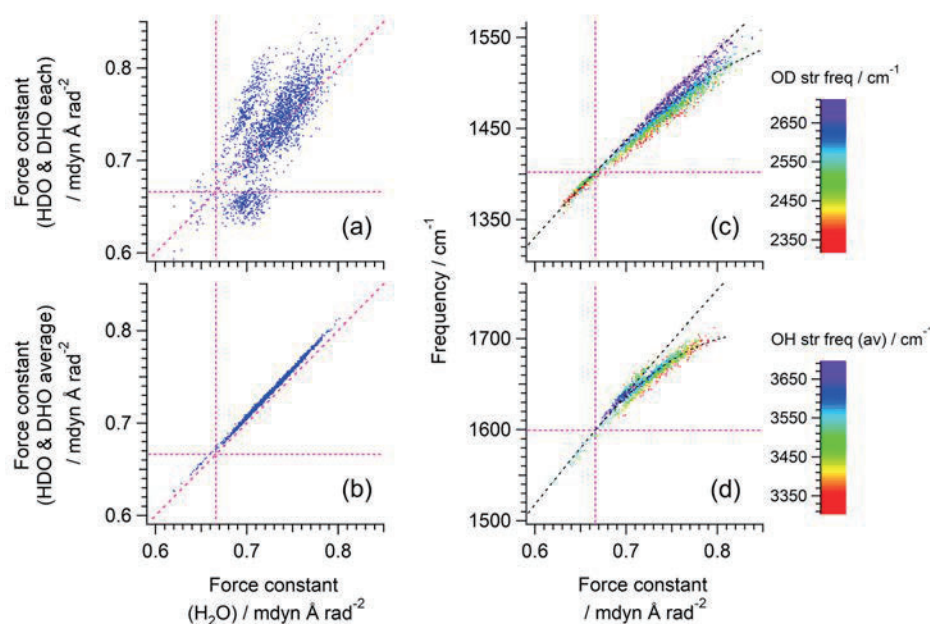 Force constant
(HDO & DHO each)
/ mdyn Å rad⁻²
0.8
0.7
0.6
(a)
Force constant
(HDO & DHO average)
/ mdyn Å rad⁻²
0.8
0.7
0.6
(b)
0.6
0.7
0.8
Force constant
(H₂O) / mdyn Å rad⁻²
Frequency / cm⁻¹
1550
1450
1350
(c)
OD str freq / cm⁻¹
2650
2550
2450
2350
1700
1600
1500
(d)
0.6
0.7
0.8
Force constant
/ mdyn Å rad⁻²
OH str freq (av) / cm⁻¹
3650
3550
3450
3350